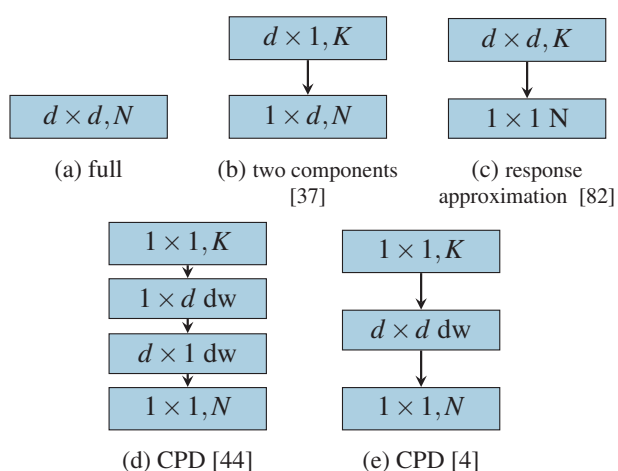 d × d, N
(a) full
d × 1, K
1 × d, N
(b) two components
[37]
d × d, K
1 × 1 N
(c) response
approximation [82]
1 × 1, K
1 × d dw
d × 1 dw
1 × 1, N
(d) CPD [44]
1 × 1, K
d × d dw
1 × 1, N
(e) CPD [4]